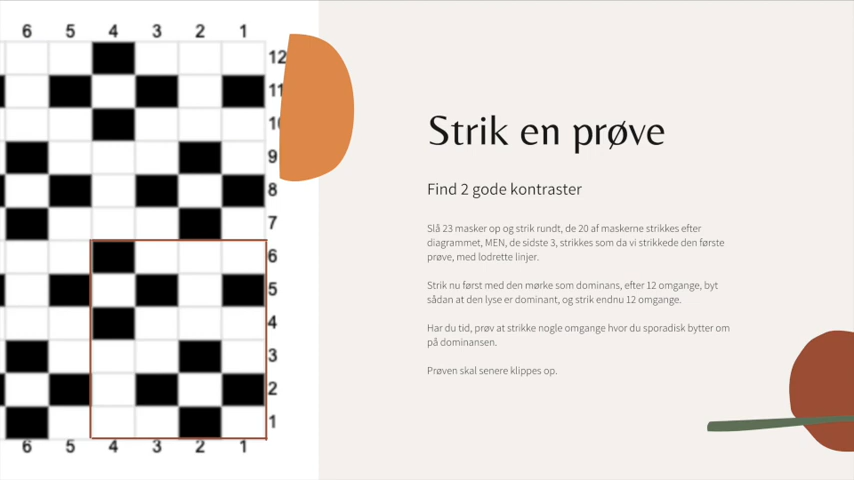 6 5 4 3 2 1
12
11
10
9
8
7
6
5
4
3
2
1
6 5 4 3 2 1
Strik en prøve
Find 2 gode kontraster
Slå 23 masker op og strik rundt, de 20 af maskerne strikkes efter
diagrammet, MEN, de sidste 3, strikkes som da vi strikkede den første
prøve, med lodrette linjer.
Strik nu først med den mørke som dominans, efter 12 omgange, byt
sådan at den lyse er dominant, og strik endnu 12 omgange.
Har du tid, prøv at strikke nogle omgange hvor du sporadisk bytter om
på dominansen.
Prøven skal senere klippes op.